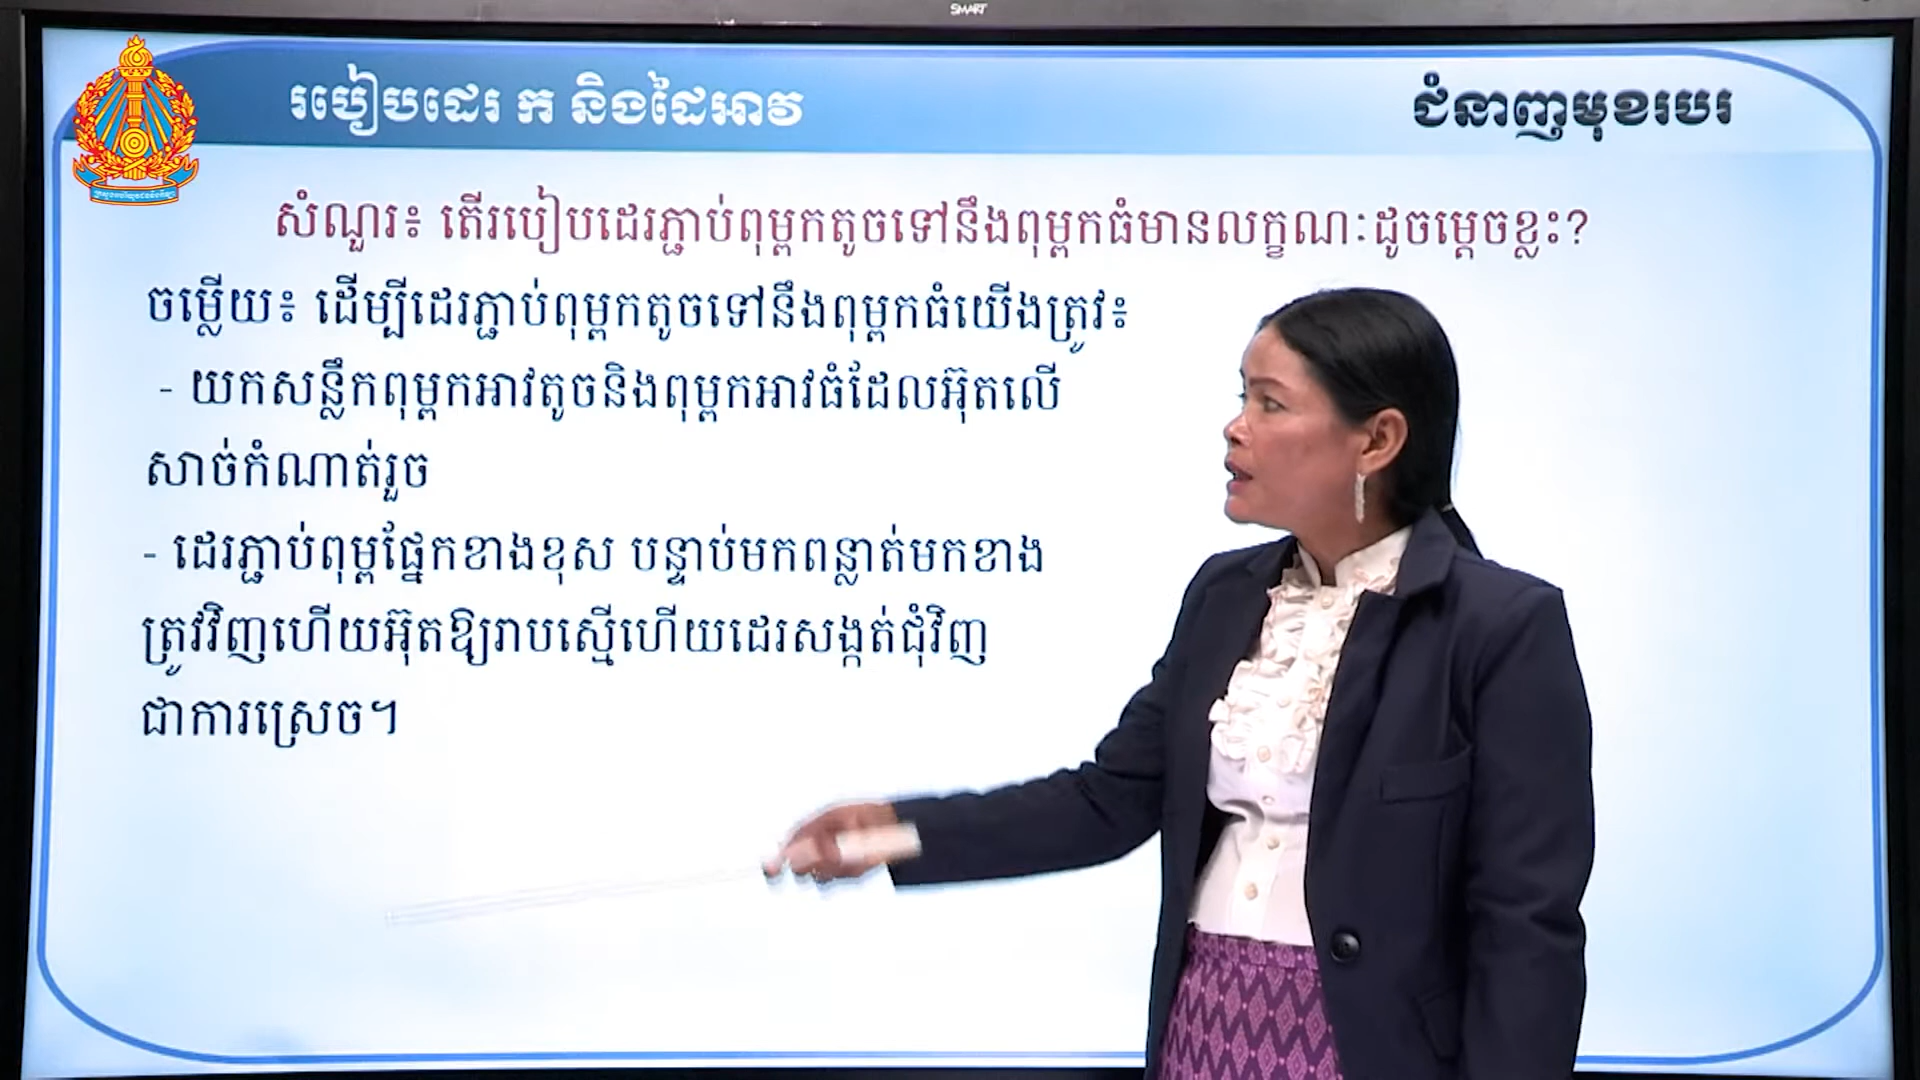 SMART
របៀបដេរ ក និងដៃអាវ
ជំនាញមុខរបរ
សំណួរ៖ តើរបៀបដេរភ្ជាប់ពុម្ពកតូចទៅនឹងពុម្ពកធំមានលក្ខណៈដូចម្ដេចខ្លះ?
ចម្លើយ៖ ដើម្បីដេរភ្ជាប់ពុម្ពកតូចទៅនឹងពុម្ពកធំយើងត្រូវ៖
- យកសន្លឹកពុម្ពកអាវតូចនិងពុម្ពកអាវធំដែលអ៊ុតលើ
សាច់កំណាត់រួច
- ដេរភ្ជាប់ពុម្ពផ្នែកខាងខុស បន្ទាប់មកពន្លាត់មកខាង
ត្រូវវិញហើយអ៊ុតឱ្យរាបស្មើហើយដេរសង្កត់ជុំវិញ
ជាការស្រេច។